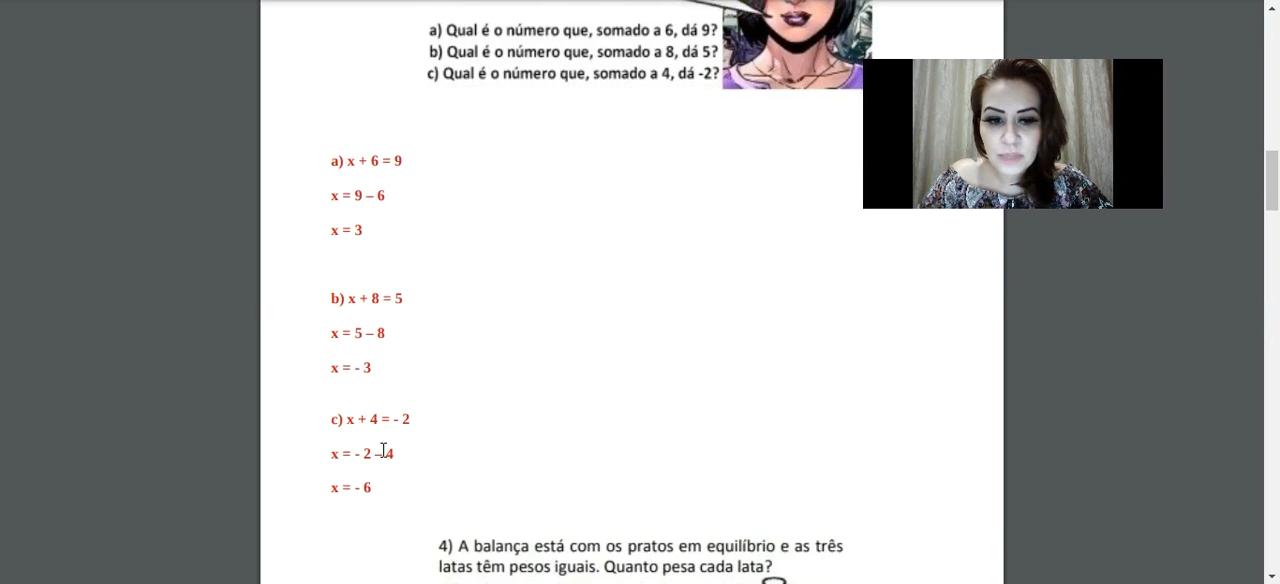 a) Qual é o número que, somado a 6, dá 9?
b) Qual é o número que, somado a 8, dá 5?
c) Qual é o número que, somado a 4, dá -2?
a) x + 6 = 9
x = 9 – 6
x = 3
b) x + 8 = 5
x = 5 – 8
x = - 3
c) x + 4 = - 2
x = - 2 – 4
x = - 6
4) A balança está com os pratos em equilíbrio e as três
latas têm pesos iguais. Quanto pesa cada lata?